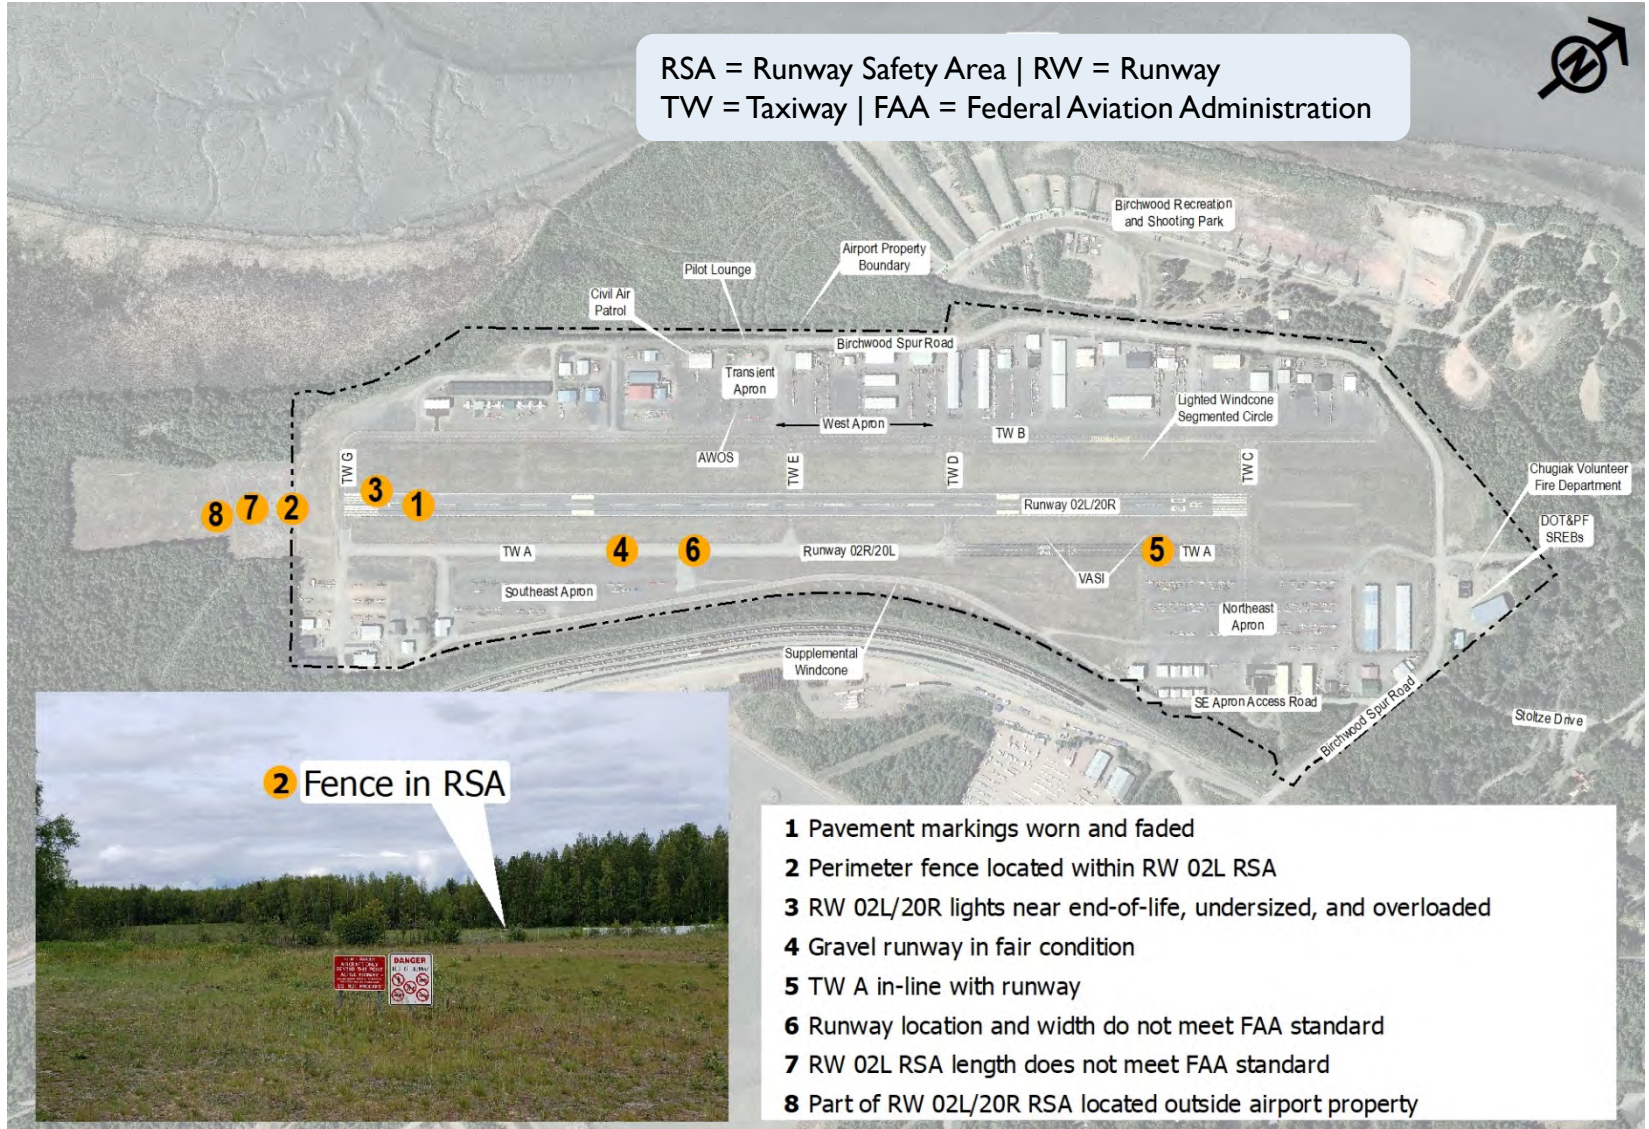 RSA = Runway Safety Area | RW = Runway
TW = Taxiway | FAA = Federal Aviation Administration
N
Birchwood Recreation
and Shooting Park
Airport Property
Boundary
Pilot Lounge
Civil Air
Patrol
Birchwood Spur Road
Transient
Apron
Lighted Windcone
Segmented Circle
West Apron
TW B
AWOS
TW G
TW E
TW D
TW C
Chugiak Volunteer
Fire Department
3
1
8
7
2
Runway 02L/20R
DOT&PF
SREBs
TW A
4
6
Runway 02R/20L
5
TW A
VASI
Southeast Apron
Northeast
Apron
Supplemental
Windcone
SE Apron Access Road
Birchwood Spur Road
Stoltze Drive
2 Fence in RSA
AIRCRAFT ONLY
BEYOND THIS POINT
DO NOT PROCEED
DANGER
1 Pavement markings worn and faded
2 Perimeter fence located within RW 02L RSA
3 RW 02L/20R lights near end-of-life, undersized, and overloaded
4 Gravel runway in fair condition
5 TW A in-line with runway
6 Runway location and width do not meet FAA standard
7 RW 02L RSA length does not meet FAA standard
8 Part of RW 02L/20R RSA located outside airport property